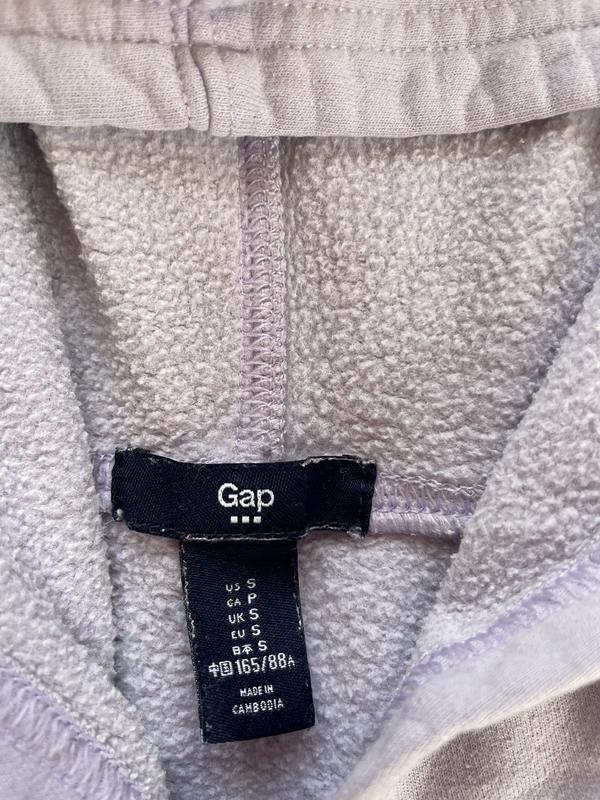 Gap
US S
CA P
UK S
EU S
日本 S
中国 165/88A
MADE IN
CAMBODIA